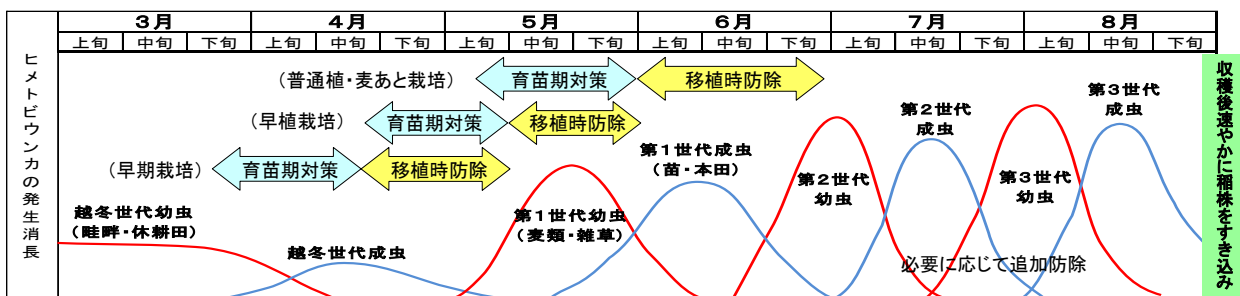 3月 4月 5月 6月 7月 8月
上旬 中旬 下旬 上旬 中旬 下旬 上旬 中旬 下旬 上旬 中旬 下旬 上旬 中旬 下旬 上旬 中旬 下旬
ヒメトビウンカの発生消長
(普通植・麦あと栽培) 育苗期対策 移植時防除
(早植栽培) 育苗期対策 移植時防除
(早期栽培) 育苗期対策 移植時防除
越冬世代幼虫
(畦畔・休耕田)
越冬世代成虫
第1世代幼虫
(麦類・雑草)
第1世代成虫
(苗・本田)
第2世代
幼虫
第2世代
成虫
第3世代
幼虫
第3世代
成虫
必要に応じて追加防除
収穫後速やかに稲株をすき込み